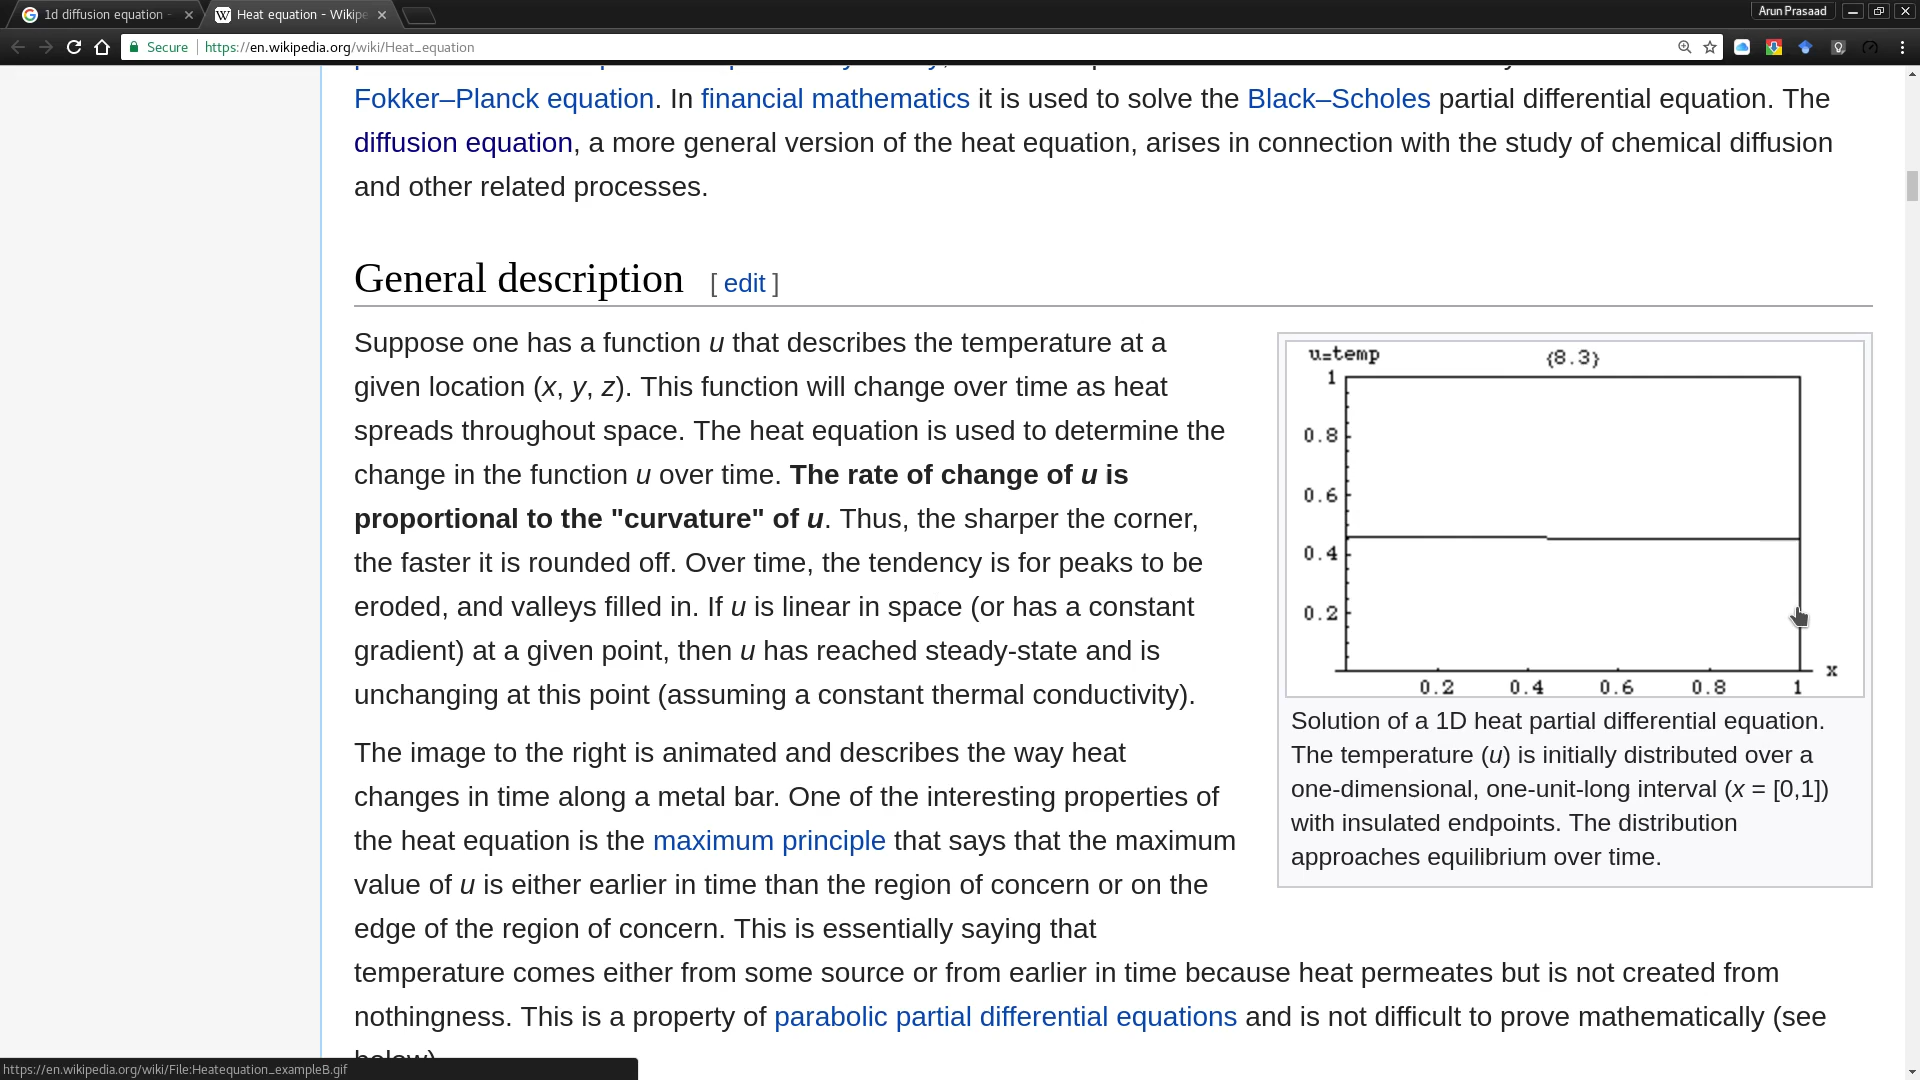 1d diffusion equation -
Heat equation - Wikipe
Arun Prasaad
Secure
https://en.wikipedia.org/wiki/Heat_equation
Fokker–Planck equation. In financial mathematics it is used to solve the Black–Scholes partial differential equation. The
diffusion equation, a more general version of the heat equation, arises in connection with the study of chemical diffusion
and other related processes.
General description [ edit ]
Suppose one has a function u that describes the temperature at a
given location (x, y, z). This function will change over time as heat
spreads throughout space. The heat equation is used to determine the
change in the function u over time. The rate of change of u is
proportional to the "curvature" of u. Thus, the sharper the corner,
the faster it is rounded off. Over time, the tendency is for peaks to be
eroded, and valleys filled in. If u is linear in space (or has a constant
gradient) at a given point, then u has reached steady-state and is
unchanging at this point (assuming a constant thermal conductivity).
The image to the right is animated and describes the way heat
changes in time along a metal bar. One of the interesting properties of
the heat equation is the maximum principle that says that the maximum
value of u is either earlier in time than the region of concern or on the
edge of the region of concern. This is essentially saying that
temperature comes either from some source or from earlier in time because heat permeates but is not created from
nothingness. This is a property of parabolic partial differential equations and is not difficult to prove mathematically (see
below).
u=temp {8.3}
1
0.8
0.6
0.4
0.2
x
0.2 0.4 0.6 0.8 1
Solution of a 1D heat partial differential equation.
The temperature (u) is initially distributed over a
one-dimensional, one-unit-long interval (x = [0,1])
with insulated endpoints. The distribution
approaches equilibrium over time.
https://en.wikipedia.org/wiki/File:Heatequation_exampleB.gif